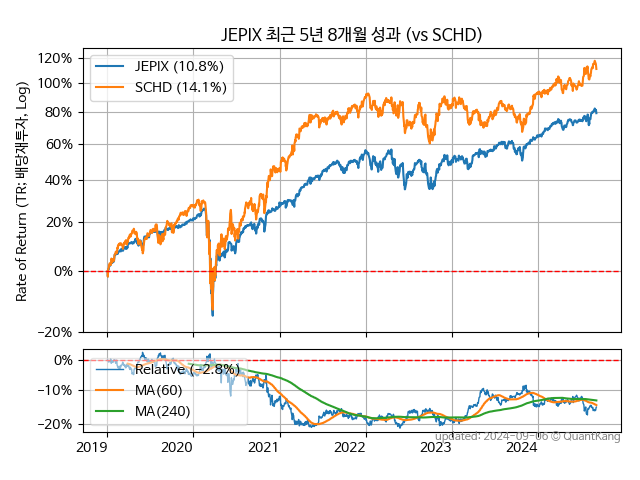 JEPIX 최근 5년 8개월 성과 (vs SCHD)
Rate of Return (TR: 배당재투자, Log)
120%
100%
80%
60%
40%
20%
0%
−20%
JEPIX (10.8%)
SCHD (14.1%)
0%
−10%
−20%
Relative (−2.8%)
MA(60)
MA(240)
2019 2020 2021 2022 2023 2024
updated: 2024-09-06 © QuantKang